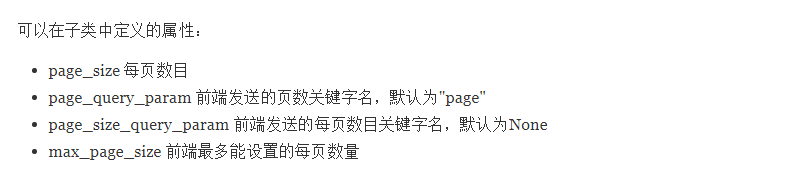 可以在子类中定义的属性：
• page_size 每页数目
• page_query_param 前端发送的页数关键字名，默认为"page"
• page_size_query_param 前端发送的每页数目关键字名，默认为None
• max_page_size 前端最多能设置的每页数量